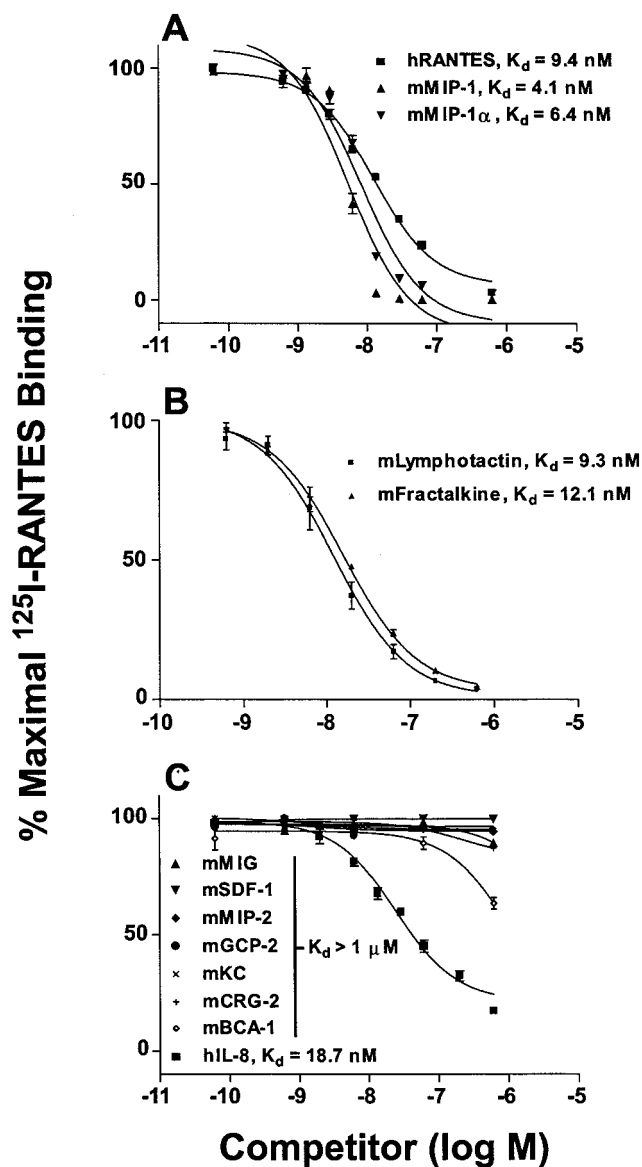 % Maximal ¹²⁵I-RANTES Binding
A
hRANTES, Kd = 9.4 nM
mMIP-1, Kd = 4.1 nM
mMIP-1α, Kd = 6.4 nM
100
50
0
-11 -10 -9 -8 -7 -6 -5
B
mLymphotactin, Kd = 9.3 nM
mFractalkine, Kd = 12.1 nM
100
50
0
-10 -9 -8 -7 -6 -5
C
mMIG
mSDF-1
mMIP-2
mGCP-2
mKC
mCRG-2
mBCA-1
Kd > 1 μM
hIL-8, Kd = 18.7 nM
100
50
0
-11 -10 -9 -8 -7 -6 -5
Competitor (log M)